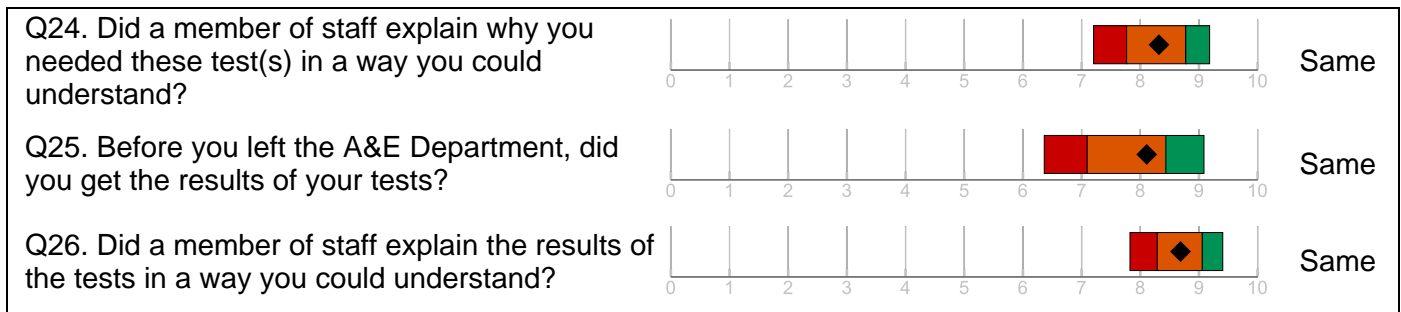 Q24. Did a member of staff explain why you
needed these test(s) in a way you could
understand?
0 1 2 3 4 5 6 7 8 9 10
Same
Q25. Before you left the A&E Department, did
you get the results of your tests?
0 1 2 3 4 5 6 7 8 9 10
Same
Q26. Did a member of staff explain the results of
the tests in a way you could understand?
0 1 2 3 4 5 6 7 8 9 10
Same